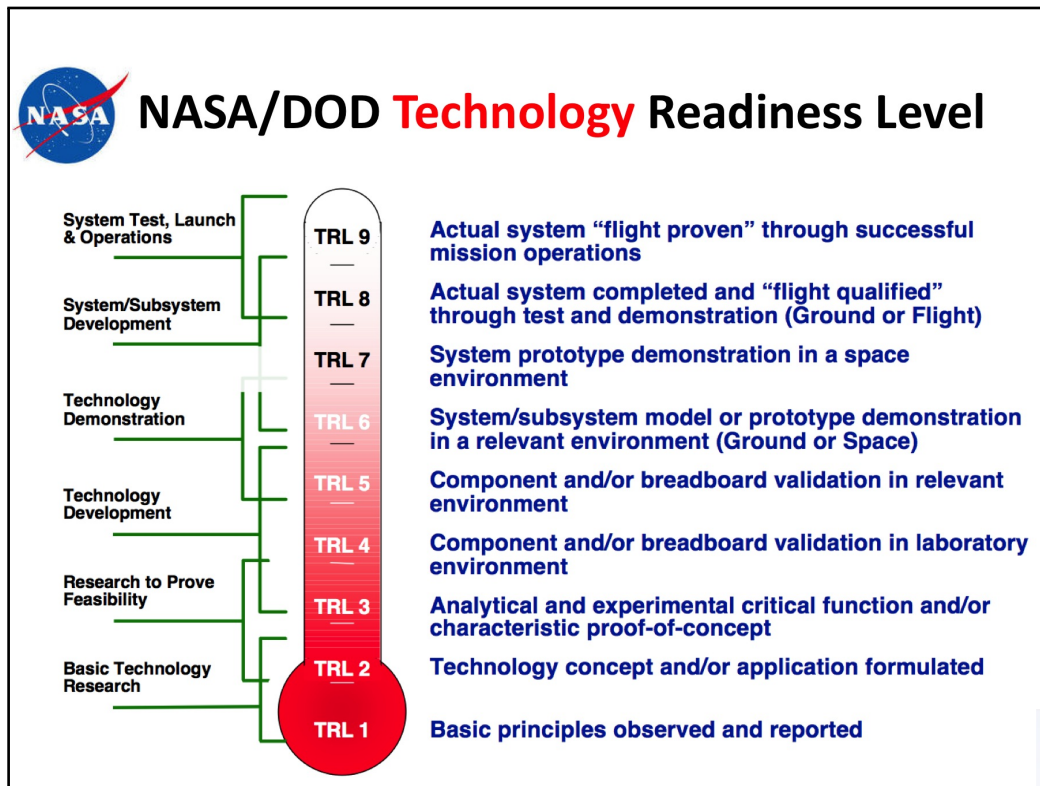 NASA
NASA/DOD Technology Readiness Level
System Test, Launch
& Operations
TRL 9
Actual system “flight proven” through successful
mission operations
System/Subsystem
Development
TRL 8
Actual system completed and “flight qualified”
through test and demonstration (Ground or Flight)
TRL 7
System prototype demonstration in a space
environment
Technology
Demonstration
TRL 6
System/subsystem model or prototype demonstration
in a relevant environment (Ground or Space)
TRL 5
Component and/or breadboard validation in relevant
environment
Technology
Development
TRL 4
Component and/or breadboard validation in laboratory
environment
Research to Prove
Feasibility
TRL 3
Analytical and experimental critical function and/or
characteristic proof-of-concept
Basic Technology
Research
TRL 2
Technology concept and/or application formulated
TRL 1
Basic principles observed and reported